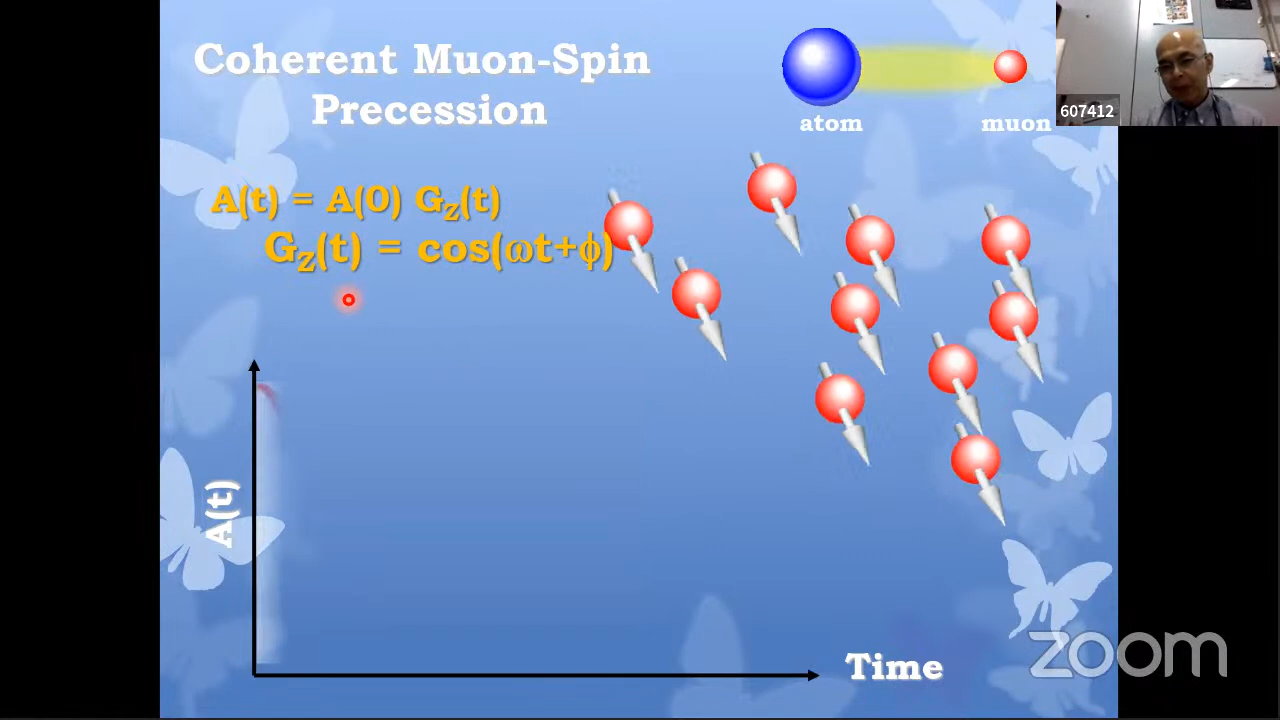 Coherent Muon-Spin
Precession
atom
muon
607412
A(t) = A(0) G_Z(t)
G_Z(t) = cos(ωt+ϕ)
A(t)
Time
zoom